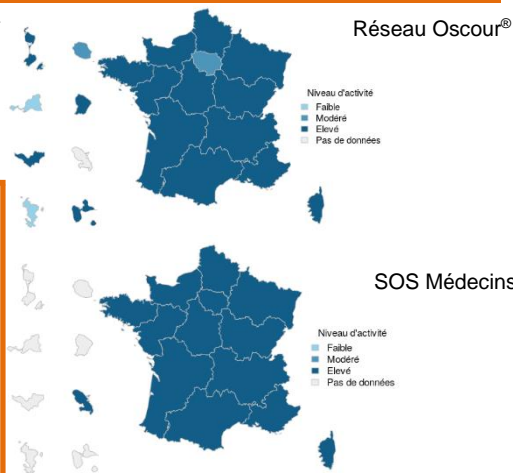 Réseau Oscour®
Niveau d'activité
Faible
Modéré
Elevé
Pas de données
SOS Médecins
Niveau d'activité
Faible
Modéré
Elevé
Pas de données